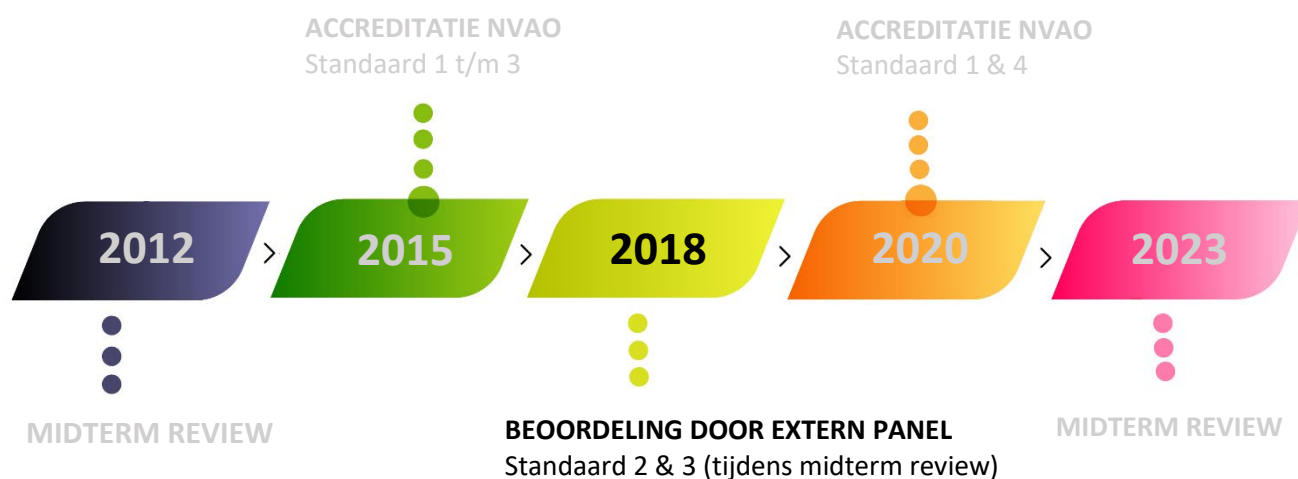 ACCREDITATIE NVAO
Standaard 1 t/m 3
ACCREDITATIE NVAO
Standaard 1 & 4
2012
2015
2018
2020
2023
MIDTERM REVIEW
BEOORDELING DOOR EXTERN PANEL
Standaard 2 & 3 (tijdens midterm review)
MIDTERM REVIEW